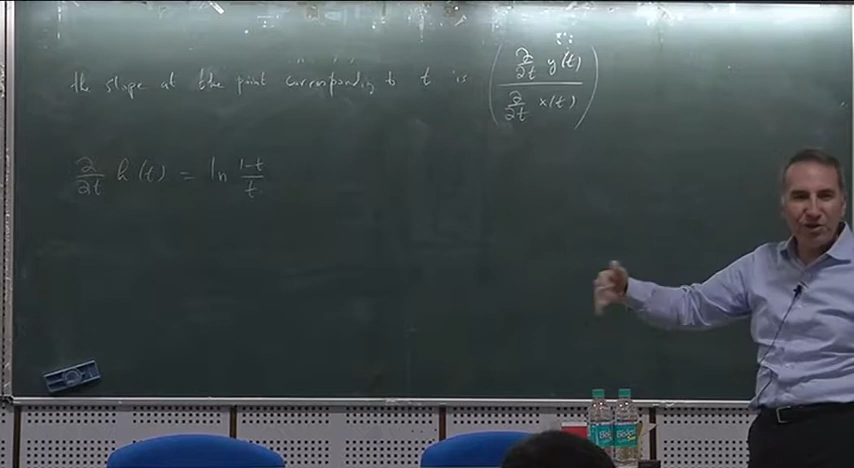 the slope at the point corresponding to t is ( ∂/∂t y(t) / ∂/∂t x(t) )
∂/∂t h(t) = ln (1-t)/t